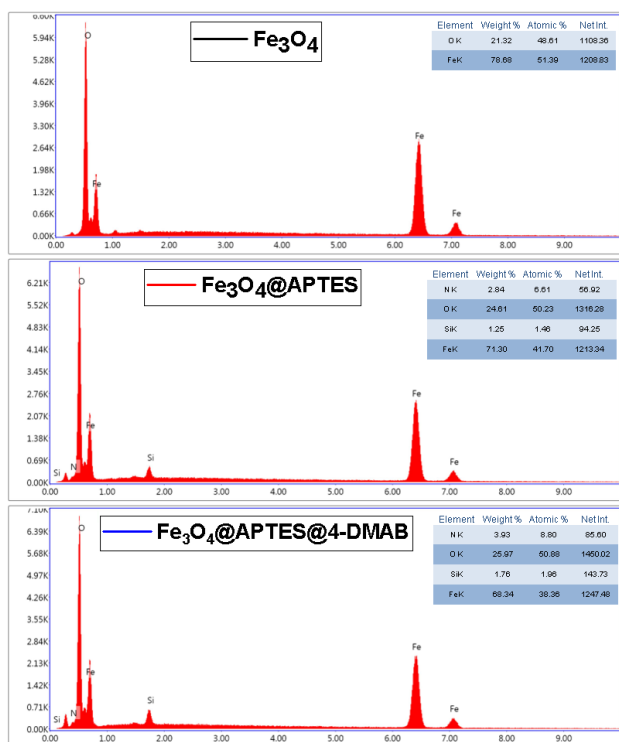 6.60K
5.94K
5.28K
4.62K
3.96K
3.30K
2.64K
1.98K
1.32K
0.66K
0.00K
0.00 1.00 2.00 3.00 4.00 5.00 6.00 7.00 8.00 9.00
O
Fe
Fe
Fe
Fe₃O₄
Element Weight % Atomic % Net Int.
O K 21.32 48.61 1108.36
FeK 78.68 51.39 1208.83
6.21K
5.52K
4.83K
4.14K
3.45K
2.76K
2.07K
1.38K
0.69K
0.00K
0.00 1.00 2.00 3.00 4.00 5.00 6.00 7.00 8.00 9.00
Si
N
O
Fe
Si
Fe
Fe
Fe₃O₄@APTES
Element Weight % Atomic % Net Int.
N K 2.84 6.61 56.92
O K 24.61 50.23 1316.28
SiK 1.25 1.46 94.25
FeK 71.30 41.70 1213.34
7.10K
6.39K
5.68K
4.97K
4.26K
3.55K
2.84K
2.13K
1.42K
0.71K
0.00K
0.00 1.00 2.00 3.00 4.00 5.00 6.00 7.00 8.00 9.00
Si
N
O
Fe
Si
Fe
Fe
Fe₃O₄@APTES@4-DMAB
Element Weight % Atomic % Net Int.
N K 3.93 8.80 85.60
O K 25.97 50.88 1450.02
SiK 1.76 1.96 143.73
FeK 68.34 38.36 1247.48